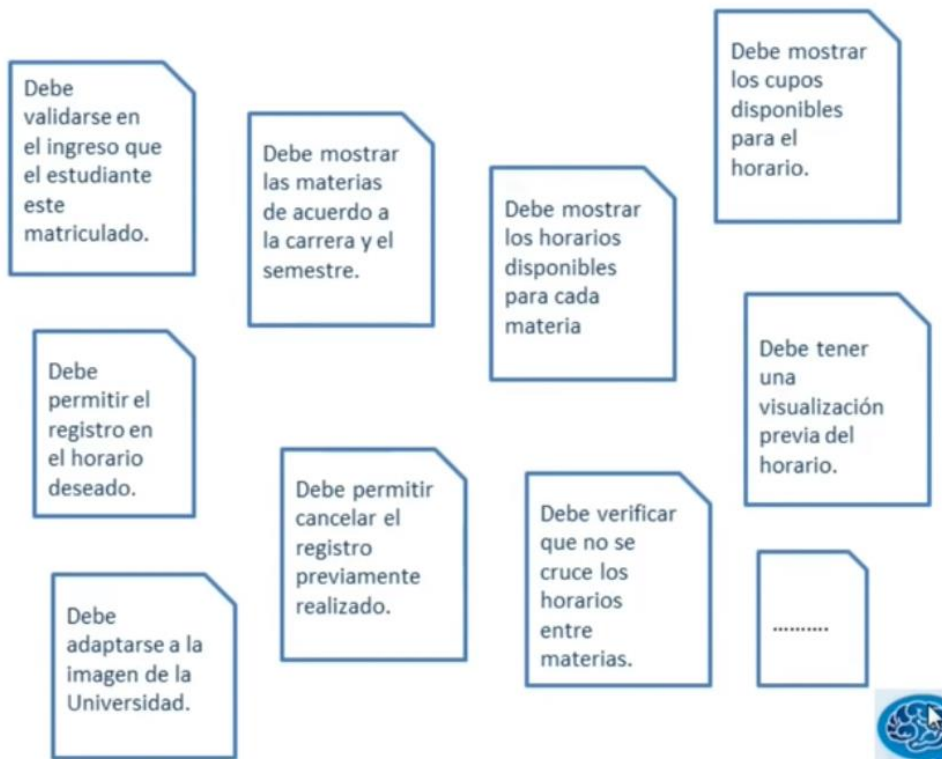 Debe
validarse en
el ingreso que
el estudiante
este
matriculado.
Debe mostrar
las materias
de acuerdo a
la carrera y el
semestre.
Debe mostrar
los horarios
disponibles
para cada
materia
Debe mostrar
los cupos
disponibles
para el
horario.
Debe
permitir el
registro en
el horario
deseado.
Debe permitir
cancelar el
registro
previamente
realizado.
Debe verificar
que no se
cruce los
horarios
entre
materias.
Debe tener
una
visualización
previa del
horario.
Debe
adaptarse a la
imagen de la
Universidad.
..........